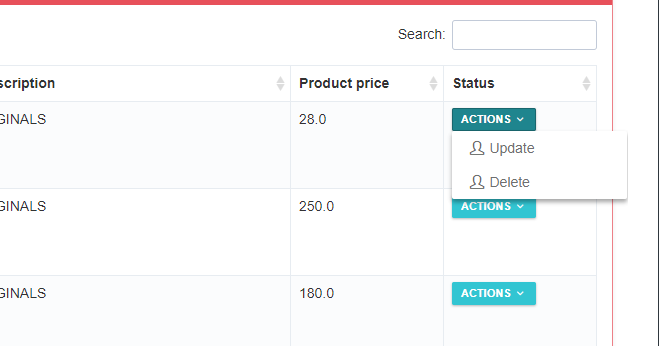 Search:
scription Product price Status
GINALS 28.0 ACTIONS
Update
Delete
GINALS 250.0 ACTIONS
GINALS 180.0 ACTIONS